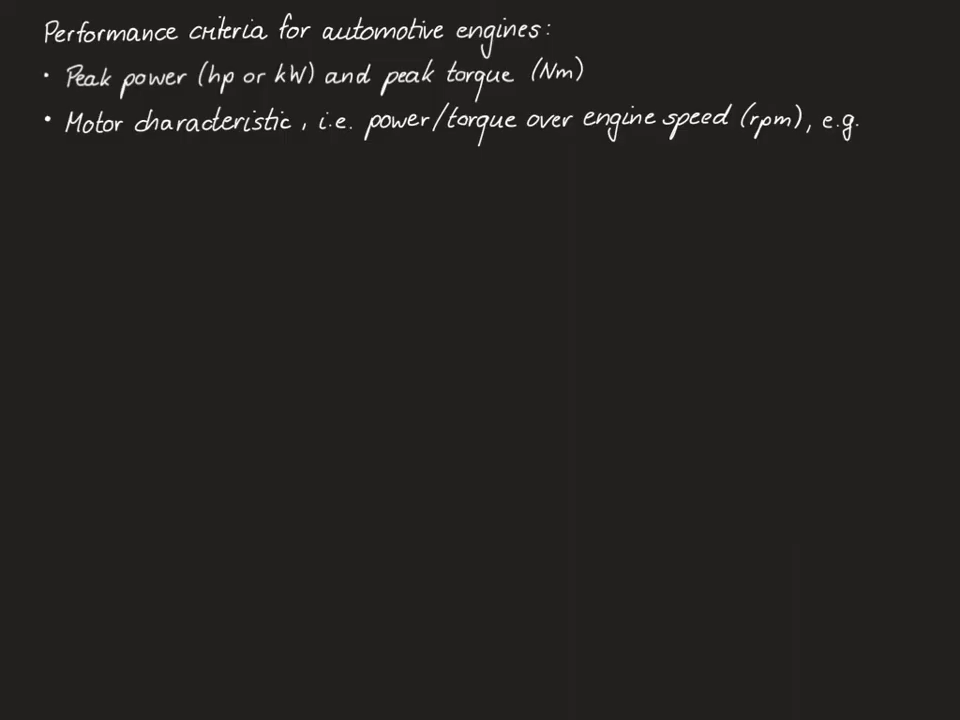 Performance criteria for automotive engines:
• Peak power (hp or kW) and peak torque (Nm)
• Motor characteristic, i.e. power/torque over engine speed (rpm), e.g.